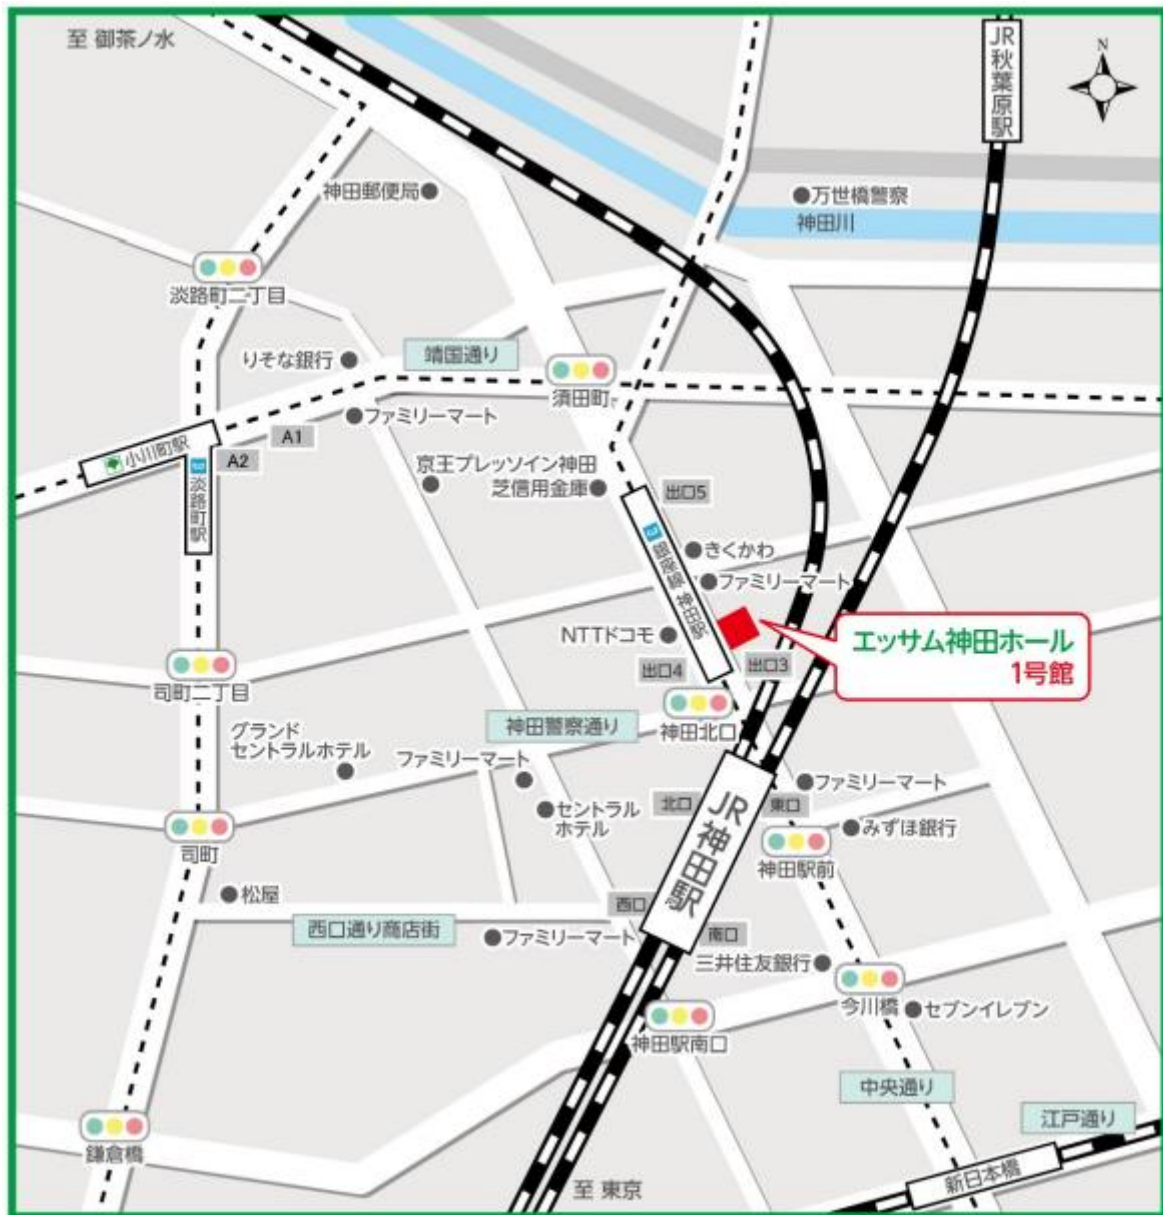 至 御茶ノ水
N
JR秋葉原駅
神田郵便局
万世橋警察
神田川
淡路町二丁目
りそな銀行
靖国通り
須田町
ファミリーマート
A1
小川町駅
A2
淡路町駅
京王プレッソイン神田
芝信用金庫
出口5
きくかわ
ファミリーマート
銀座線 神田駅
NTTドコモ
エッサム神田ホール
1号館
出口4
出口3
司町二丁目
神田警察通り
神田北口
グランド
セントラルホテル
ファミリーマート
セントラル
ホテル
北口
JR神田駅
東口
ファミリーマート
みずほ銀行
神田駅前
司町
松屋
西口
西口通り商店街
ファミリーマート
南口
三井住友銀行
今川橋
セブンイレブン
神田駅南口
中央通り
江戸通り
鎌倉橋
新日本橋
至 東京